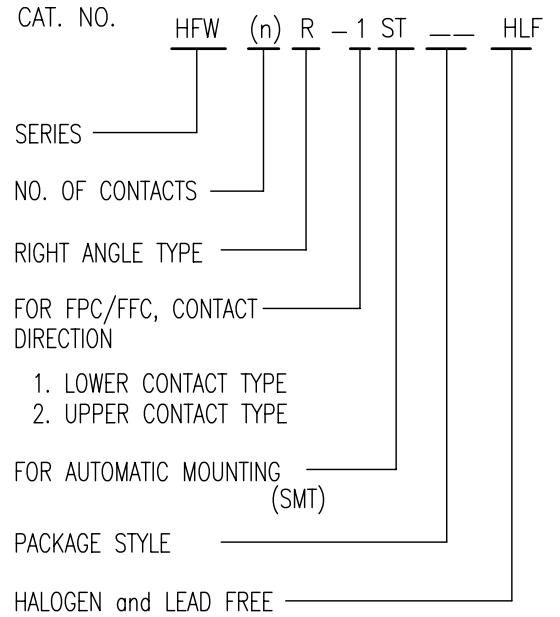 CAT. NO. HFW (n) R - 1 ST __ HLF
SERIES
NO. OF CONTACTS
RIGHT ANGLE TYPE
FOR FPC/FFC, CONTACT
DIRECTION
1. LOWER CONTACT TYPE
2. UPPER CONTACT TYPE
FOR AUTOMATIC MOUNTING
(SMT)
PACKAGE STYLE
HALOGEN and LEAD FREE